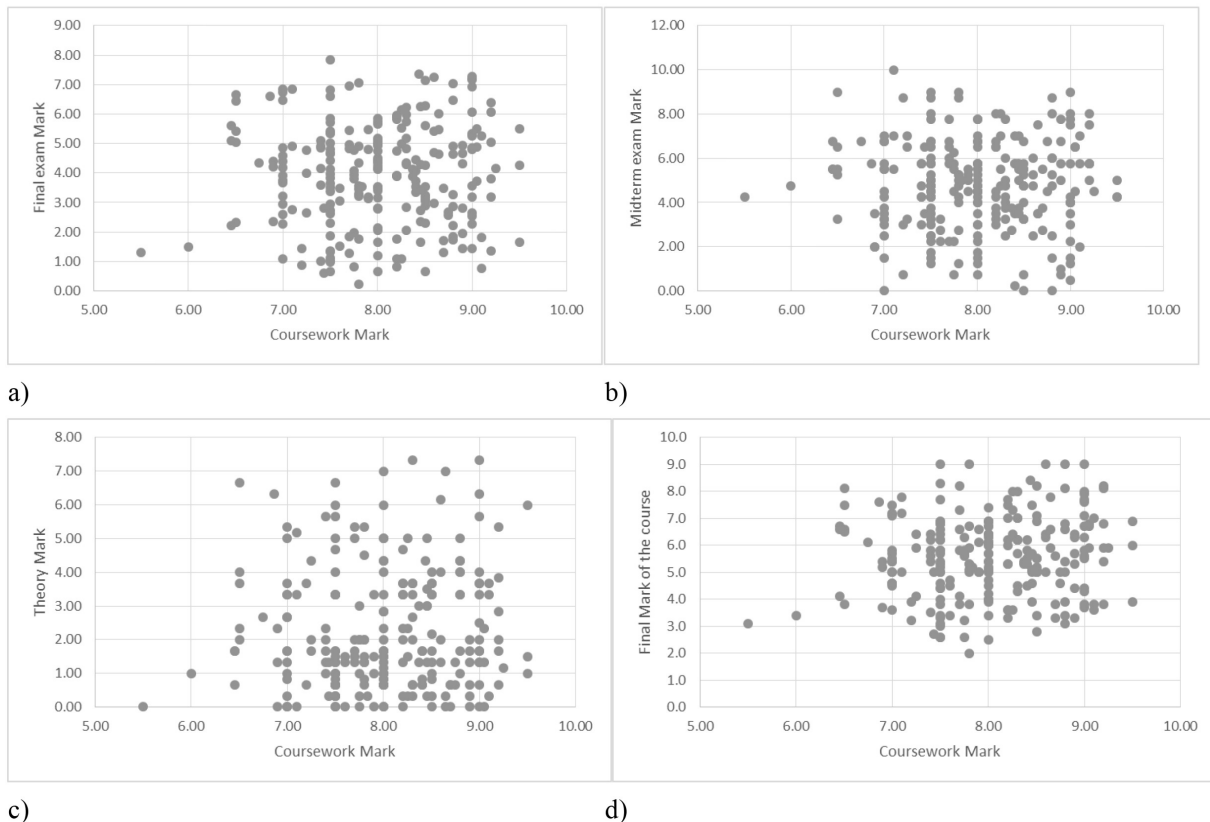 9.00
8.00
7.00
6.00
5.00
4.00
3.00
2.00
1.00
0.00
Final exam Mark
5.00 6.00 7.00 8.00 9.00 10.00
Coursework Mark
12.00
10.00
8.00
6.00
4.00
2.00
0.00
Midterm exam Mark
5.00 6.00 7.00 8.00 9.00 10.00
Coursework Mark
a)
b)
8.00
7.00
6.00
5.00
4.00
3.00
2.00
1.00
0.00
Theory Mark
5.00 6.00 7.00 8.00 9.00 10.00
Coursework Mark
10.0
9.0
8.0
7.0
6.0
5.0
4.0
3.0
2.0
1.0
0.0
Final Mark of the course
5.00 6.00 7.00 8.00 9.00 10.00
Coursework Mark
c)
d)